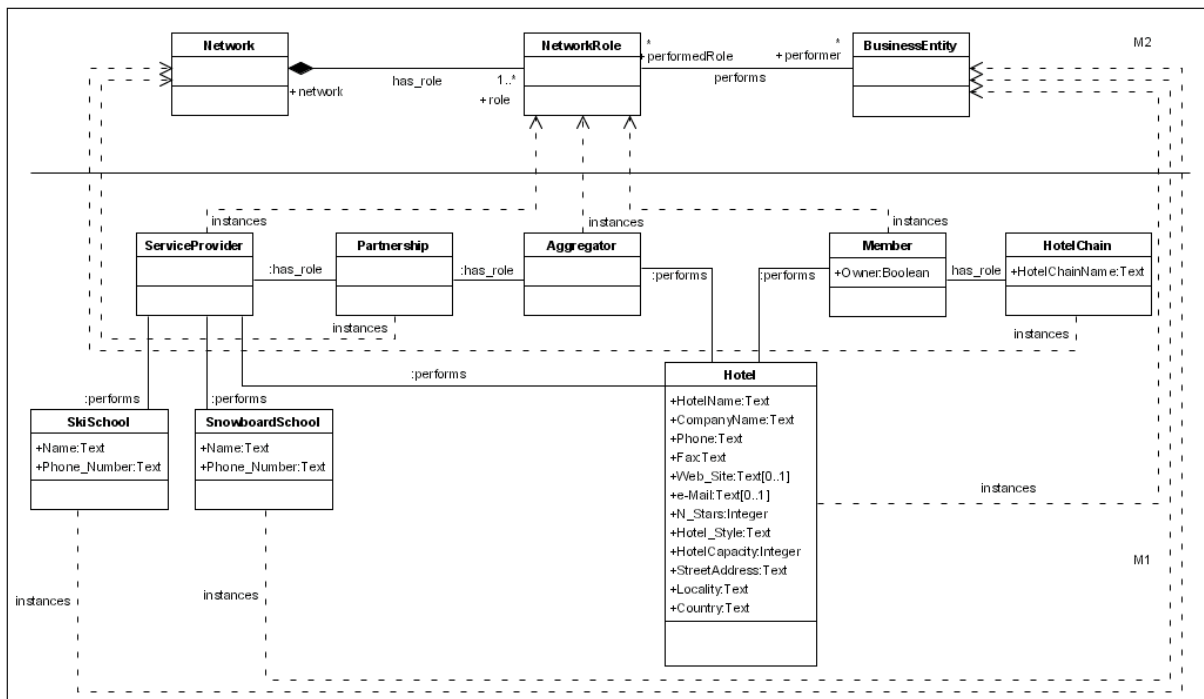 Network
NetworkRole
BusinessEntity
M2
*
+performedRole
*
+performer
has_role
1..*
performs
+network
+role
instances
instances
instances
ServiceProvider
Partnership
Aggregator
Member
HotelChain
:has_role
:has_role
:performs
:performs
+Owner:Boolean
has_role
+HotelChainName:Text
instances
instances
:performs
Hotel
:performs
:performs
+HotelName:Text
SkiSchool
SnowboardSchool
+CompanyName:Text
+Name:Text
+Name:Text
+Phone:Text
+Phone_Number:Text
+Phone_Number:Text
+Fax:Text
+Web_Site:Text[0..1]
+e-Mail:Text[0..1]
instances
+N_Stars:Integer
+Hotel_Style:Text
+HotelCapacity:Integer
M1
+StreetAddress:Text
+Locality:Text
+Country:Text
instances
instances